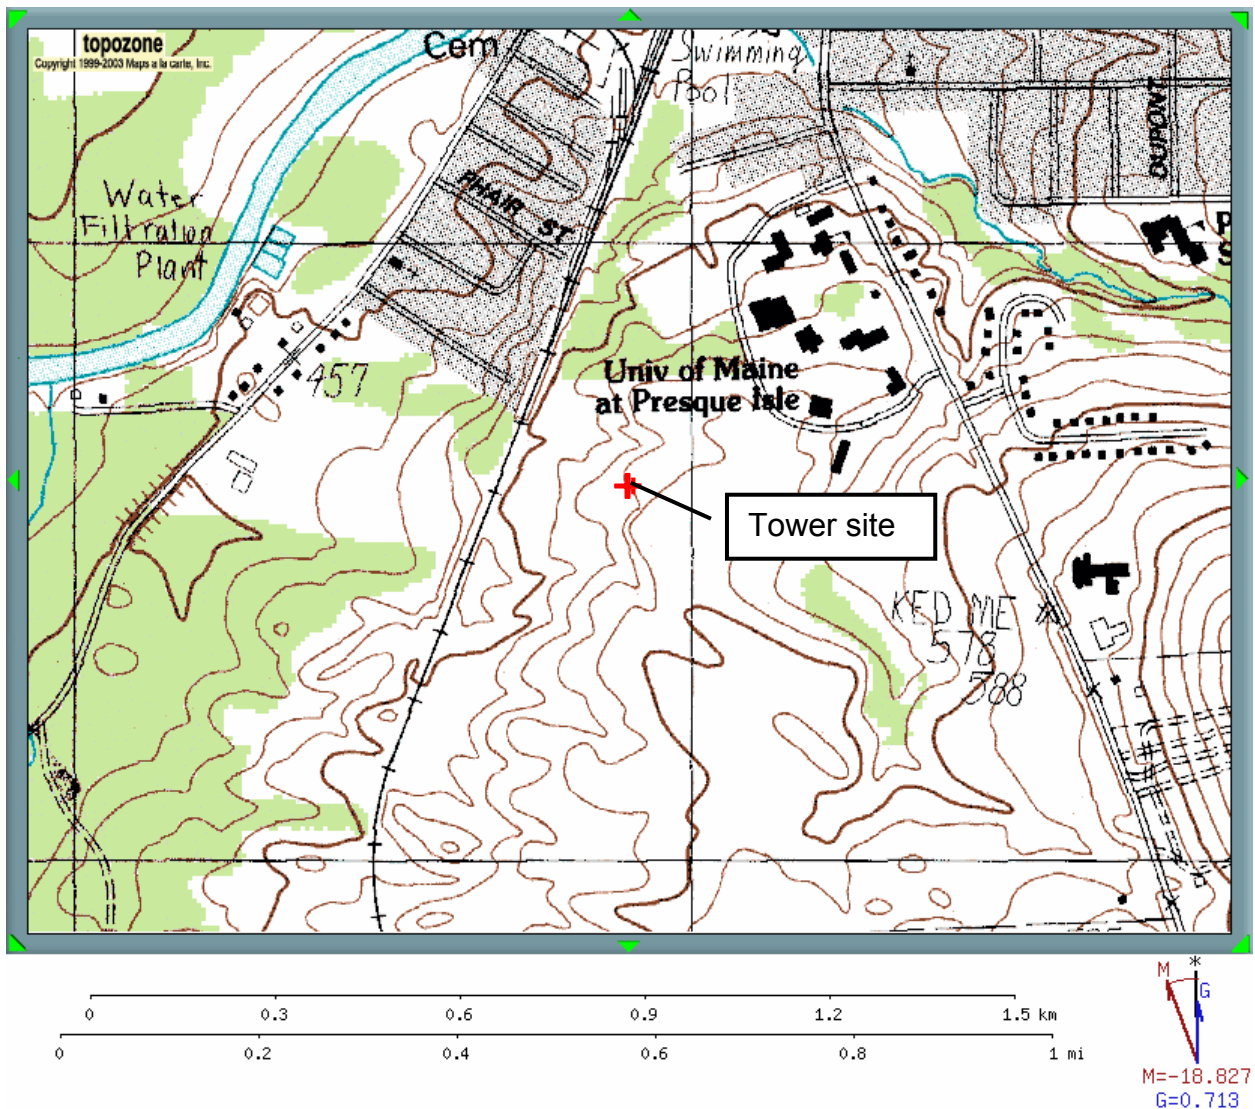 topozone
Copyright 1999-2003 Maps a la carte, Inc.
Cem
Swimming
Pool
DUPONT
Water
Filtration
Plant
PHAIR ST
457
Univ of Maine
at Presque Isle
Tower site
KED ME
578
588
0 0.3 0.6 0.9 1.2 1.5 km
0 0.2 0.4 0.6 0.8 1 mi
*
M
G
M=-18.827
G=0.713